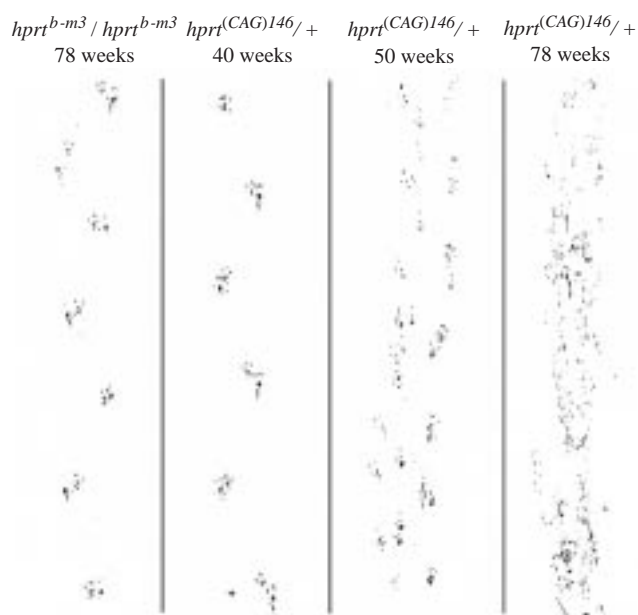 hprt^b-m3 / hprt^b-m3 hprt^(CAG)146/ + hprt^(CAG)146/ + hprt^(CAG)146/ +
78 weeks 40 weeks 50 weeks 78 weeks